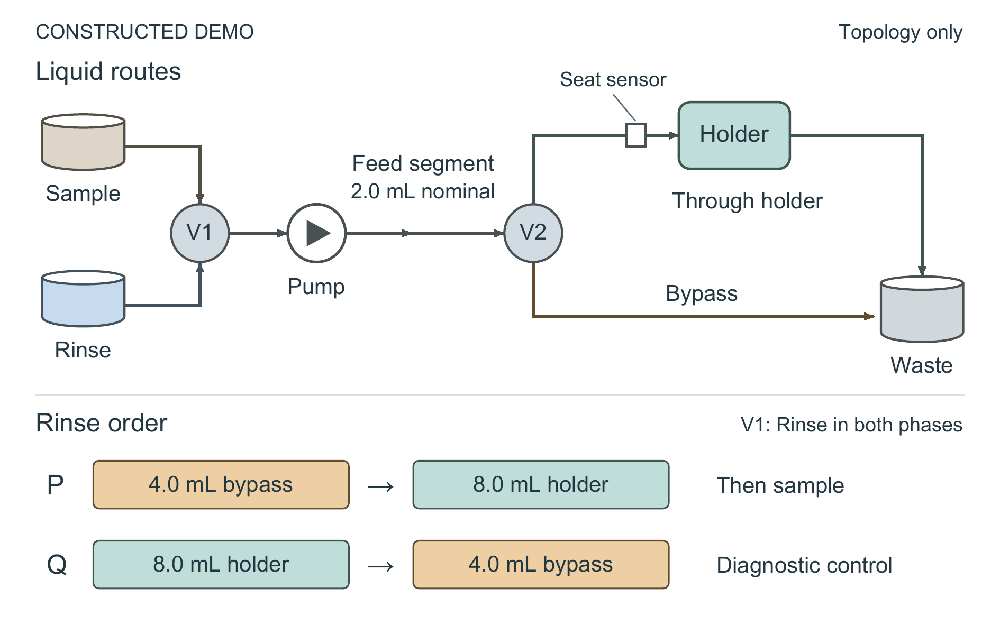 CONSTRUCTED DEMO
Topology only
Liquid routes
Seat sensor
Holder
Sample
Feed segment
2.0 mL nominal
Through holder
V1
V2
Pump
Bypass
Rinse
Waste
Rinse order
V1: Rinse in both phases
P
4.0 mL bypass
→
8.0 mL holder
Then sample
Q
8.0 mL holder
→
4.0 mL bypass
Diagnostic control